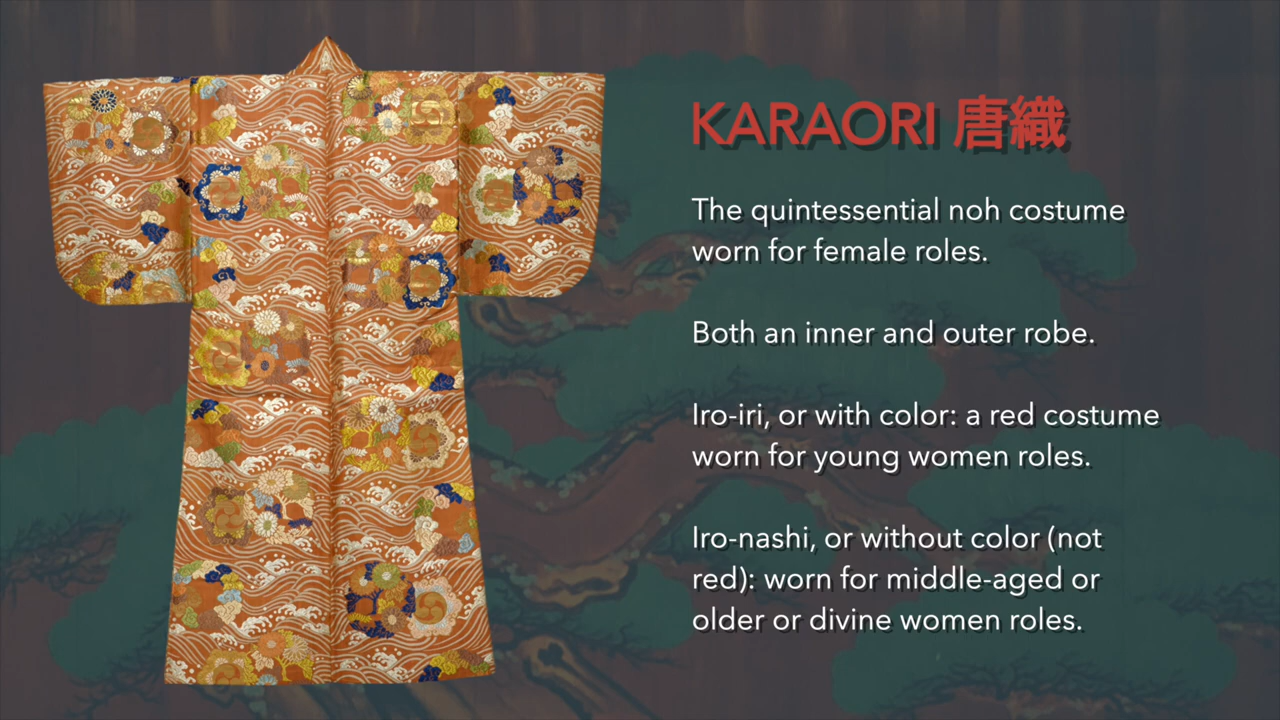 KARAORI 唐織
The quintessential noh costume
worn for female roles.
Both an inner and outer robe.
Iro-iri, or with color: a red costume
worn for young women roles.
Iro-nashi, or without color (not
red): worn for middle-aged or
older or divine women roles.